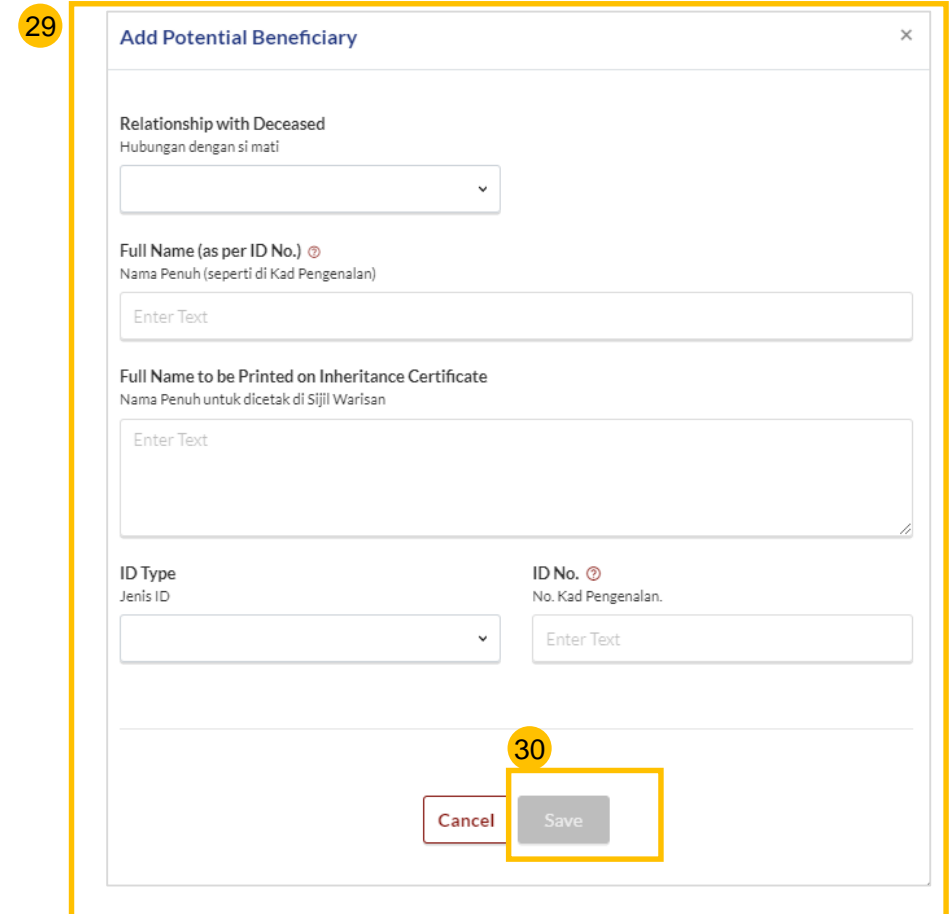 29
Add Potential Beneficiary ×
Relationship with Deceased
Hubungan dengan si mati
Full Name (as per ID No.) ?
Nama Penuh (seperti di Kad Pengenalan)
Enter Text
Full Name to be Printed on Inheritance Certificate
Nama Penuh untuk dicetak di Sijil Warisan
Enter Text
ID Type
Jenis ID
ID No. ?
No. Kad Pengenalan.
Enter Text
30
Cancel
Save